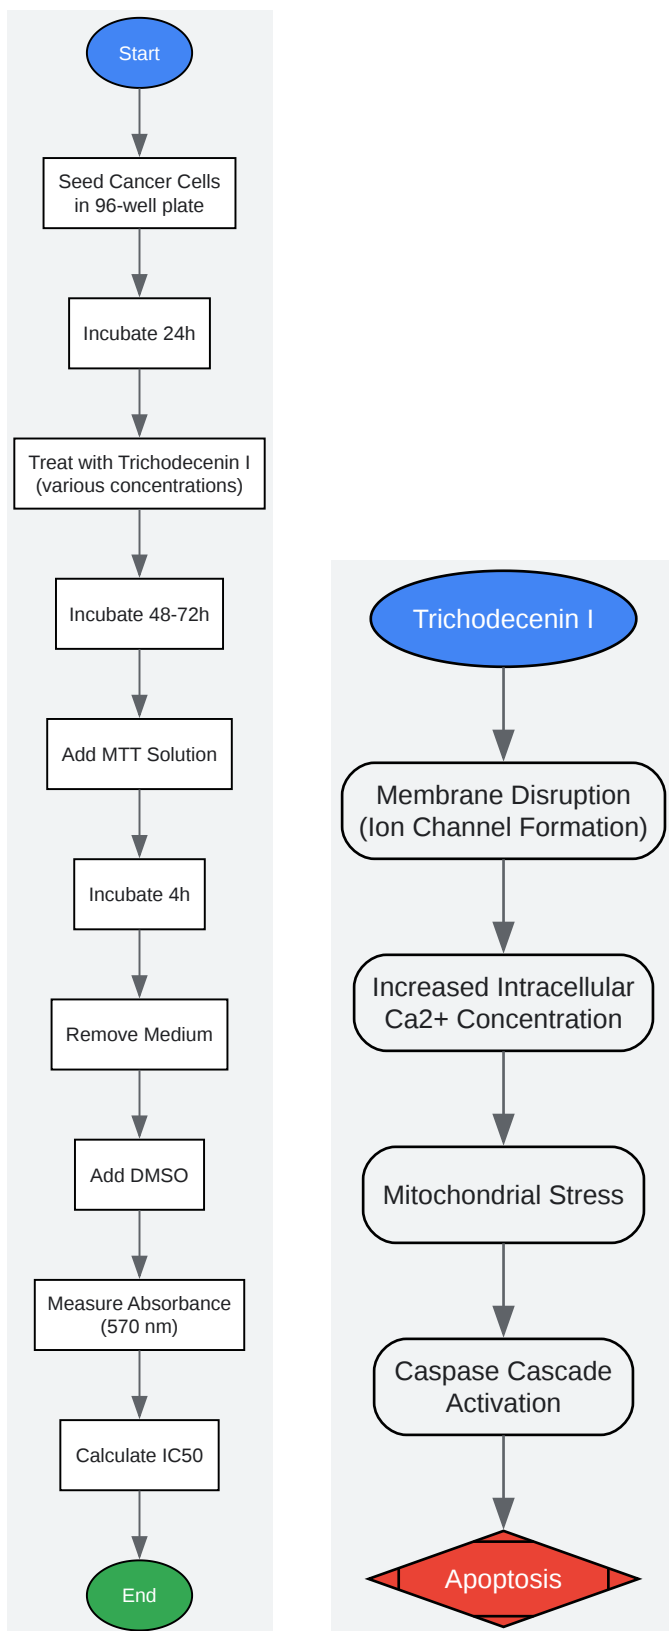 Start
Seed Cancer Cells
in 96-well plate
Incubate 24h
Treat with Trichodecenin I
(various concentrations)
Incubate 48-72h
Add MTT Solution
Incubate 4h
Remove Medium
Add DMSO
Measure Absorbance
(570 nm)
Calculate IC50
End
Trichodecenin I
Membrane Disruption
(Ion Channel Formation)
Increased Intracellular
Ca2+ Concentration
Mitochondrial Stress
Caspase Cascade
Activation
Apoptosis